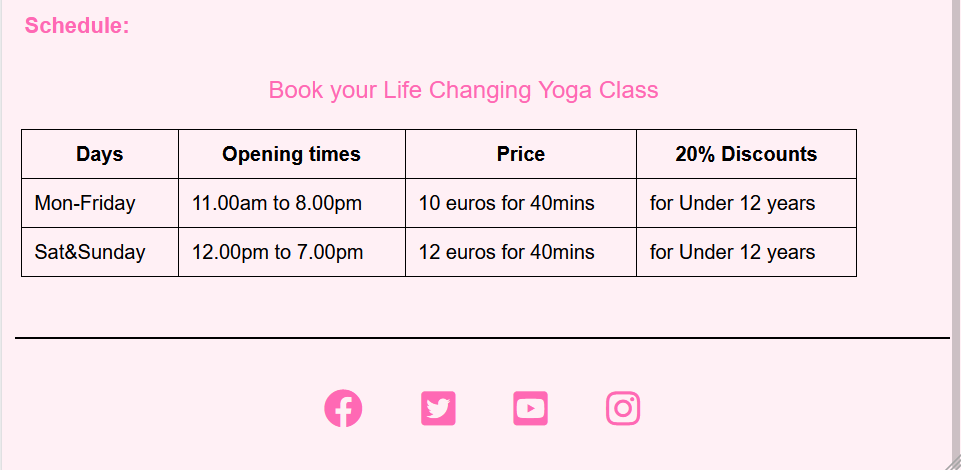 Schedule:
Book your Life Changing Yoga Class
Days Opening times Price 20% Discounts
Mon-Friday 11.00am to 8.00pm 10 euros for 40mins for Under 12 years
Sat&Sunday 12.00pm to 7.00pm 12 euros for 40mins for Under 12 years